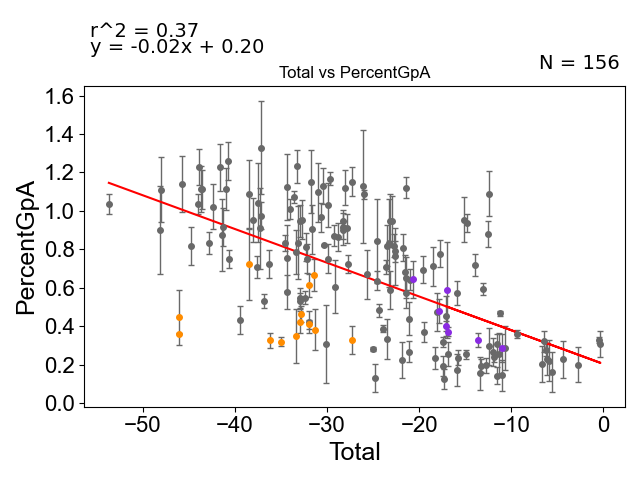 r^2 = 0.37
y = -0.02x + 0.20
N = 156
Total vs PercentGpA
1.6
1.4
1.2
1.0
0.8
0.6
0.4
0.2
0.0
PercentGpA
−50 −40 −30 −20 −10 0
Total